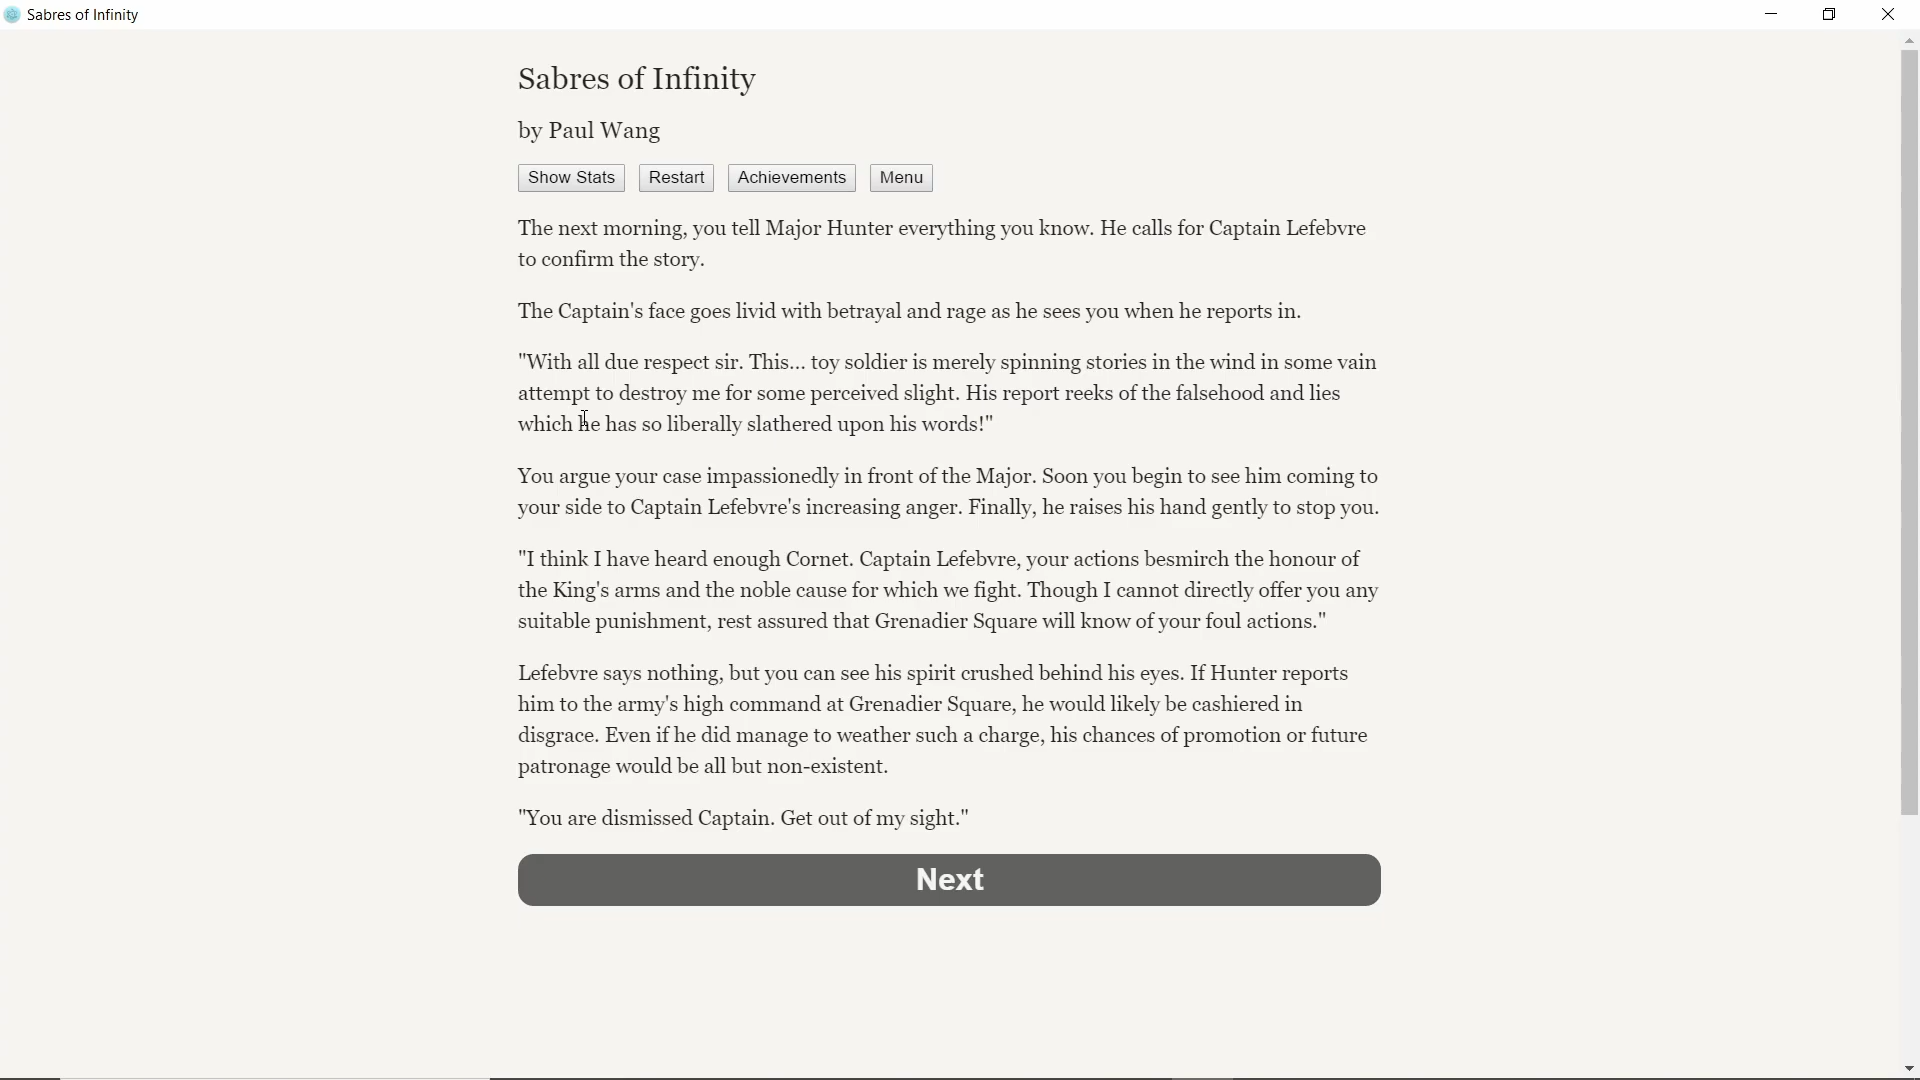 Sabres of Infinity
Sabres of Infinity
by Paul Wang
Show Stats Restart Achievements Menu
The next morning, you tell Major Hunter everything you know. He calls for Captain Lefebvre
to confirm the story.
The Captain's face goes livid with betrayal and rage as he sees you when he reports in.
"With all due respect sir. This... toy soldier is merely spinning stories in the wind in some vain
attempt to destroy me for some perceived slight. His report reeks of the falsehood and lies
which he has so liberally slathered upon his words!"
You argue your case impassionedly in front of the Major. Soon you begin to see him coming to
your side to Captain Lefebvre's increasing anger. Finally, he raises his hand gently to stop you.
"I think I have heard enough Cornet. Captain Lefebvre, your actions besmirch the honour of
the King's arms and the noble cause for which we fight. Though I cannot directly offer you any
suitable punishment, rest assured that Grenadier Square will know of your foul actions."
Lefebvre says nothing, but you can see his spirit crushed behind his eyes. If Hunter reports
him to the army's high command at Grenadier Square, he would likely be cashiered in
disgrace. Even if he did manage to weather such a charge, his chances of promotion or future
patronage would be all but non-existent.
"You are dismissed Captain. Get out of my sight."
Next